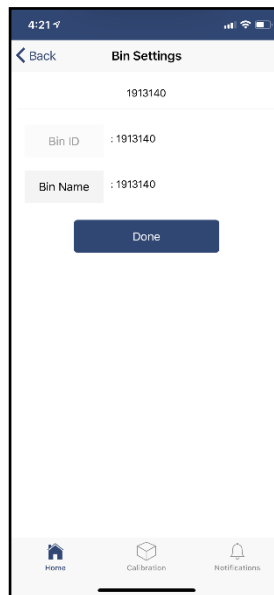 4:21
Back Bin Settings
1913140
Bin ID : 1913140
Bin Name : 1913140
Done
Home Calibration Notifications